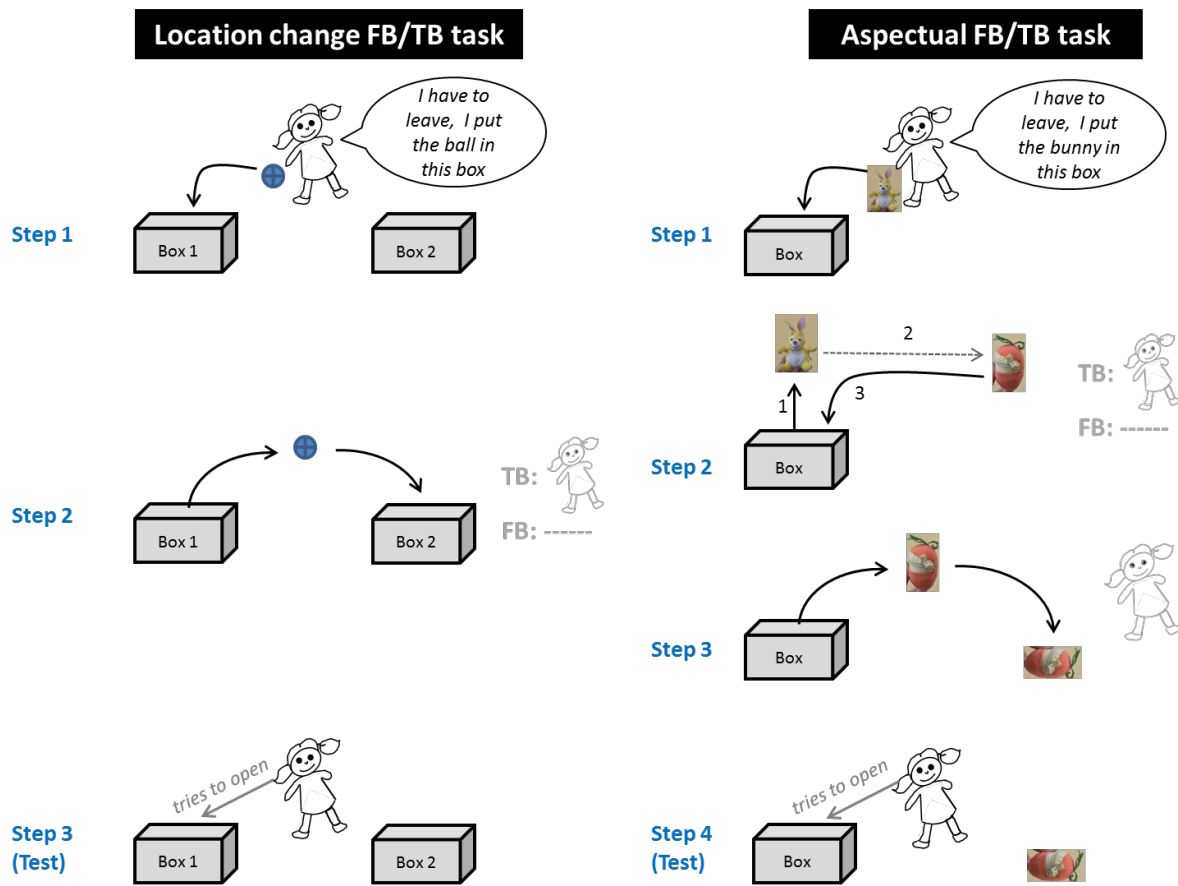 Location change FB/TB task
I have to
leave, I put
the ball in
this box
Step 1
Box 1
Box 2
Step 2
Box 1
Box 2
TB:
FB: ------
Step 3
(Test)
tries to open
Box 1
Box 2
Aspectual FB/TB task
I have to
leave, I put
the bunny in
this box
Step 1
Box
Step 2
1
2
3
Box
TB:
FB: ------
Step 3
Box
Step 4
(Test)
tries to open
Box